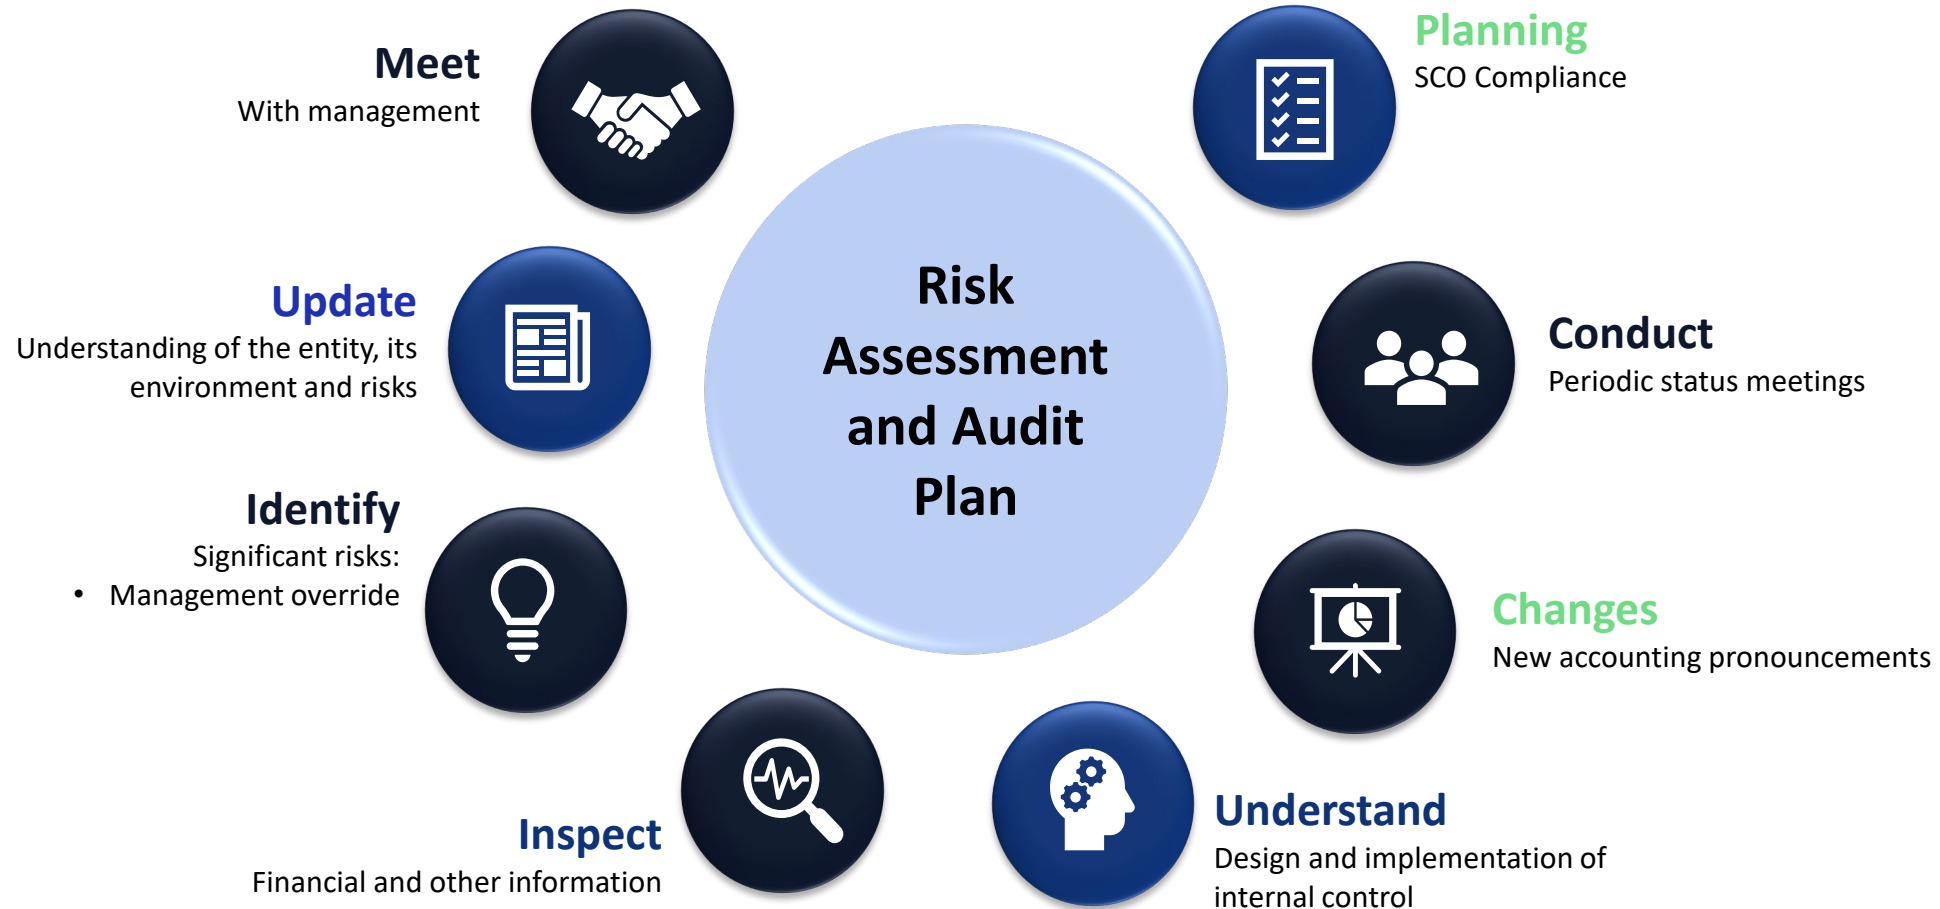 Meet
With management
Update
Understanding of the entity, its
environment and risks
Identify
Significant risks:
• Management override
Inspect
Financial and other information
Risk
Assessment
and Audit
Plan
Planning
SCO Compliance
Conduct
Periodic status meetings
Changes
New accounting pronouncements
Understand
Design and implementation of
internal control